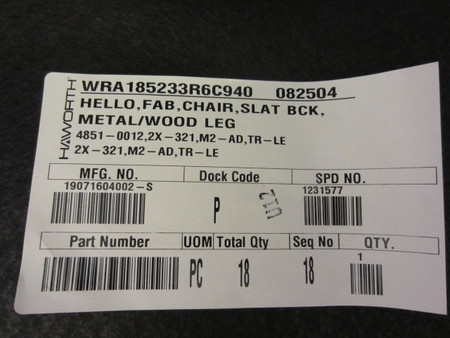 HAWORTH
WRA185233R6C940 082504
HELLO,FAB,CHAIR,SLAT BCK,
METAL/WOOD LEG
4851-0012,2X-321,M2-AD,TR-LE
2X-321,M2-AD,TR-LE
MFG. NO. Dock Code SPD NO.
19071604002-S P 1231577
Part Number UOM Total Qty Seq No QTY.
PC 18 18 1